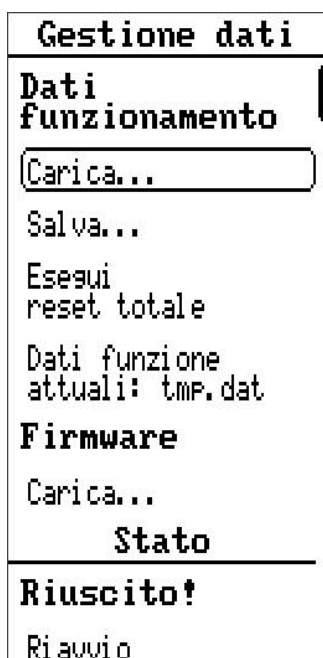 Gestione dati
Dati
funzionamento
Carica...
Salva...
Esegui
reset totale
Dati funzione
attuali: tmp.dat
Firmware
Carica...
Stato
Riuscito!
Riavvio